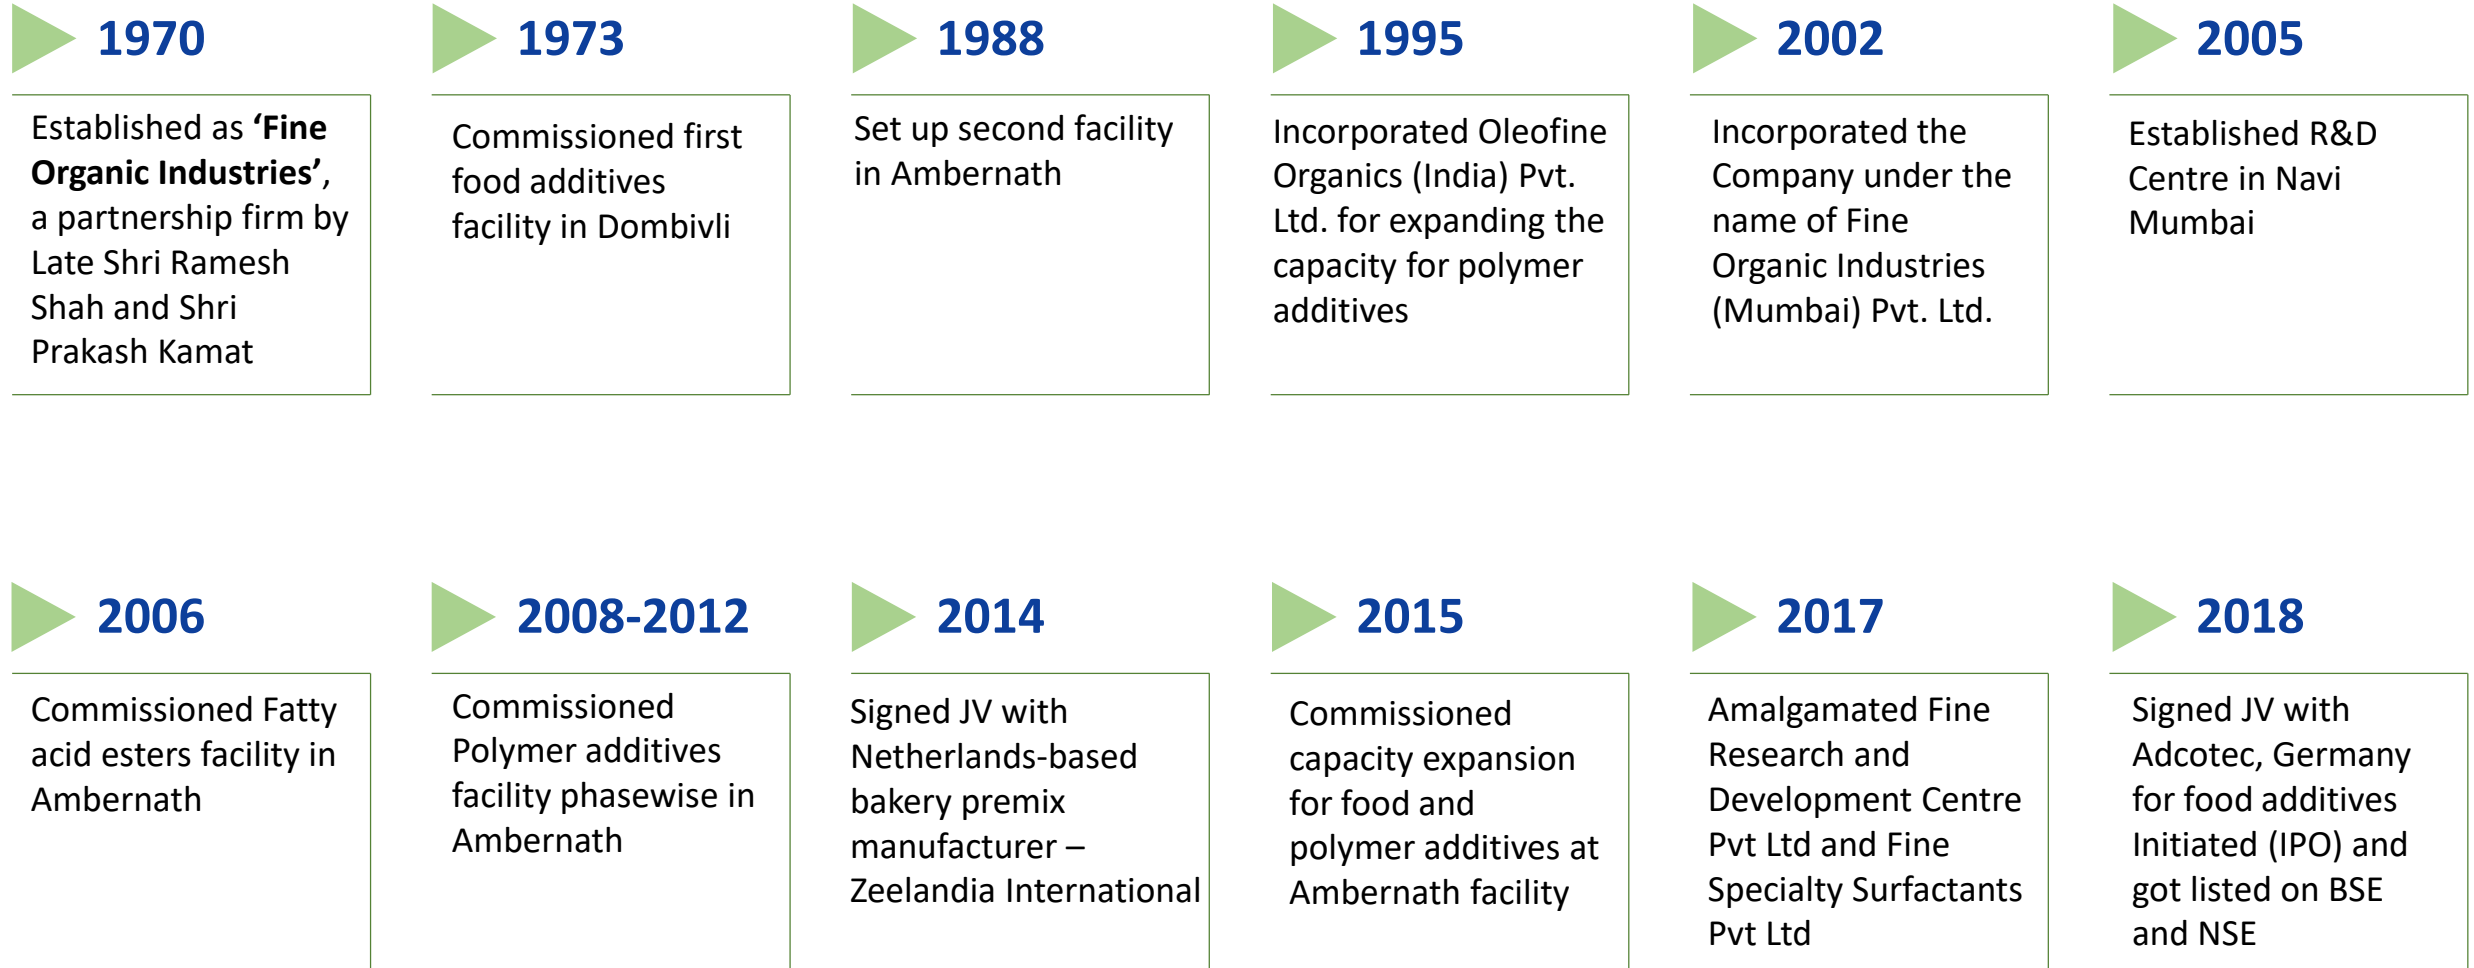 1970
Established as ‘Fine
Organic Industries’,
a partnership firm by
Late Shri Ramesh
Shah and Shri
Prakash Kamat
1973
Commissioned first
food additives
facility in Dombivli
1988
Set up second facility
in Ambernath
1995
Incorporated Oleofine
Organics (India) Pvt.
Ltd. for expanding the
capacity for polymer
additives
2002
Incorporated the
Company under the
name of Fine
Organic Industries
(Mumbai) Pvt. Ltd.
2005
Established R&D
Centre in Navi
Mumbai
2006
Commissioned Fatty
acid esters facility in
Ambernath
2008-2012
Commissioned
Polymer additives
facility phasewise in
Ambernath
2014
Signed JV with
Netherlands-based
bakery premix
manufacturer –
Zeelandia International
2015
Commissioned
capacity expansion
for food and
polymer additives at
Ambernath facility
2017
Amalgamated Fine
Research and
Development Centre
Pvt Ltd and Fine
Specialty Surfactants
Pvt Ltd
2018
Signed JV with
Adcotec, Germany
for food additives
Initiated (IPO) and
got listed on BSE
and NSE